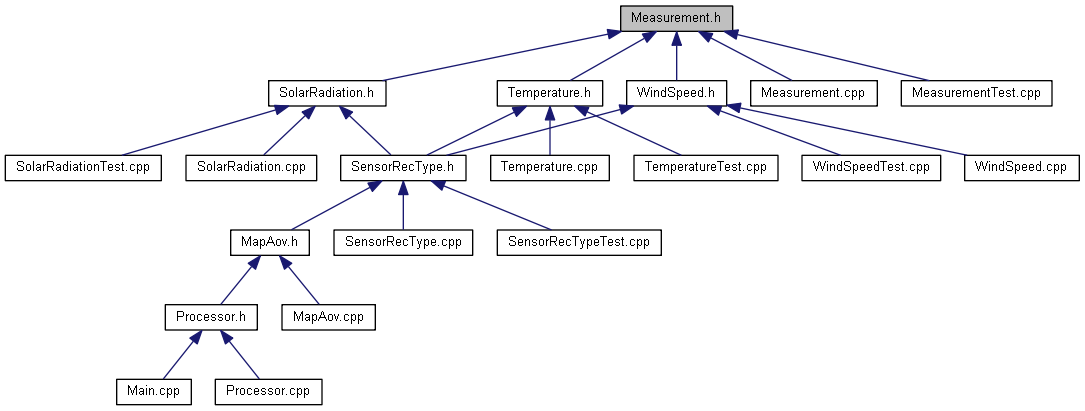 Measurement.h
SolarRadiation.h
Temperature.h
WindSpeed.h
Measurement.cpp
MeasurementTest.cpp
SolarRadiationTest.cpp
SolarRadiation.cpp
SensorRecType.h
Temperature.cpp
TemperatureTest.cpp
WindSpeedTest.cpp
WindSpeed.cpp
MapAov.h
SensorRecType.cpp
SensorRecTypeTest.cpp
Processor.h
MapAov.cpp
Main.cpp
Processor.cpp